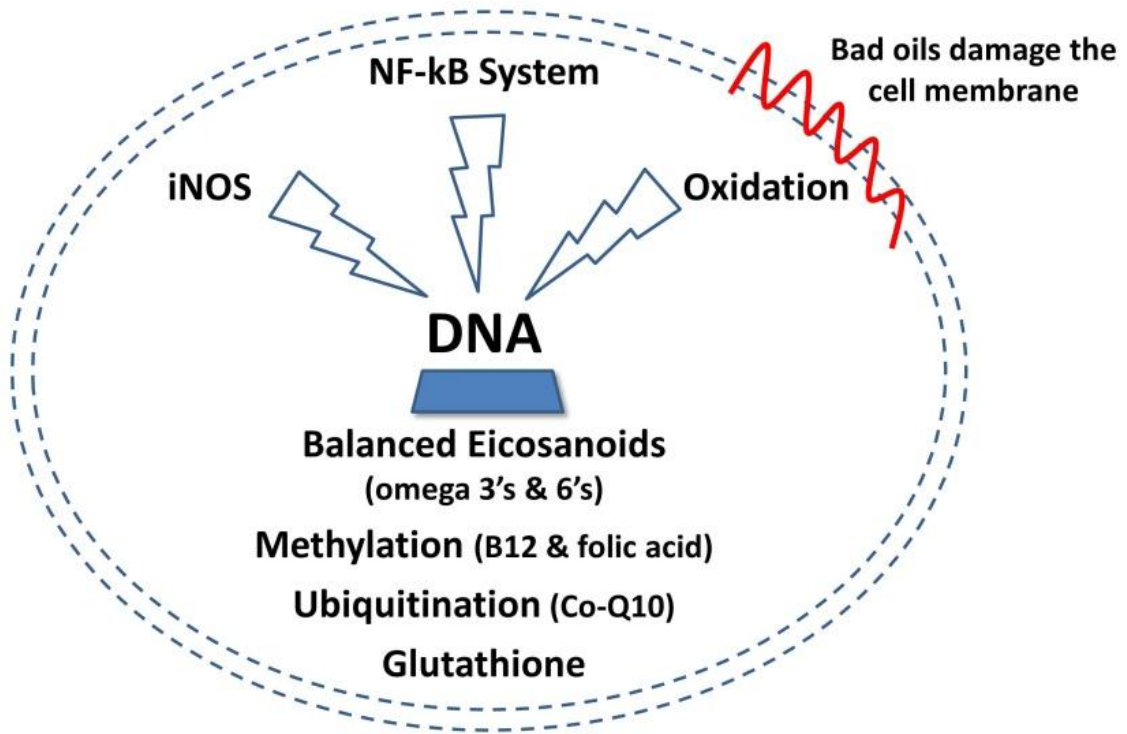 Bad oils damage the
cell membrane
NF-kB System
iNOS
Oxidation
DNA
Balanced Eicosanoids
(omega 3’s & 6’s)
Methylation (B12 & folic acid)
Ubiquitination (Co-Q10)
Glutathione